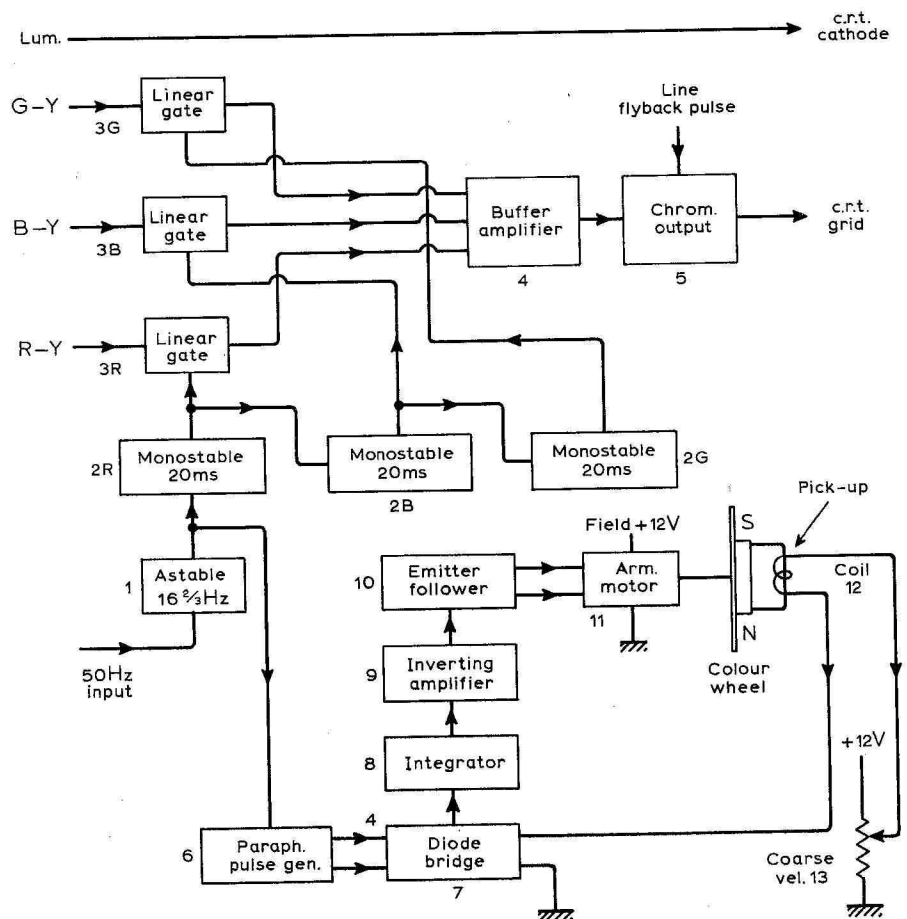 Lum.
c.r.t.
cathode
G-Y
Linear
gate
3G
Line
flyback pulse
B-Y
Linear
gate
3B
Buffer
amplifier
4
Chrom.
output
5
c.r.t.
grid
R-Y
Linear
gate
3R
2R
Monostable
20ms
Monostable
20ms
2B
Monostable
20ms
2G
Pick-up
1
Astable
16 ⅔Hz
50Hz
input
10
Emitter
follower
Field +12V
Arm.
motor
11
S
N
Coil
12
Colour
wheel
9
Inverting
amplifier
8
Integrator
+12V
4
6
Paraph.
pulse gen.
Diode
bridge
7
Coarse
vel. 13